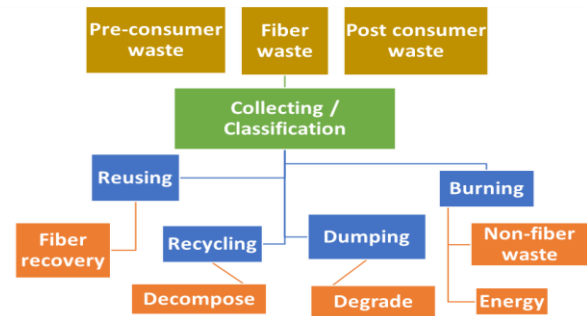 Pre-consumer
waste
Fiber
waste
Post consumer
waste
Collecting /
Classification
Reusing
Burning
Fiber
recovery
Recycling
Dumping
Non-fiber
waste
Decompose
Degrade
Energy